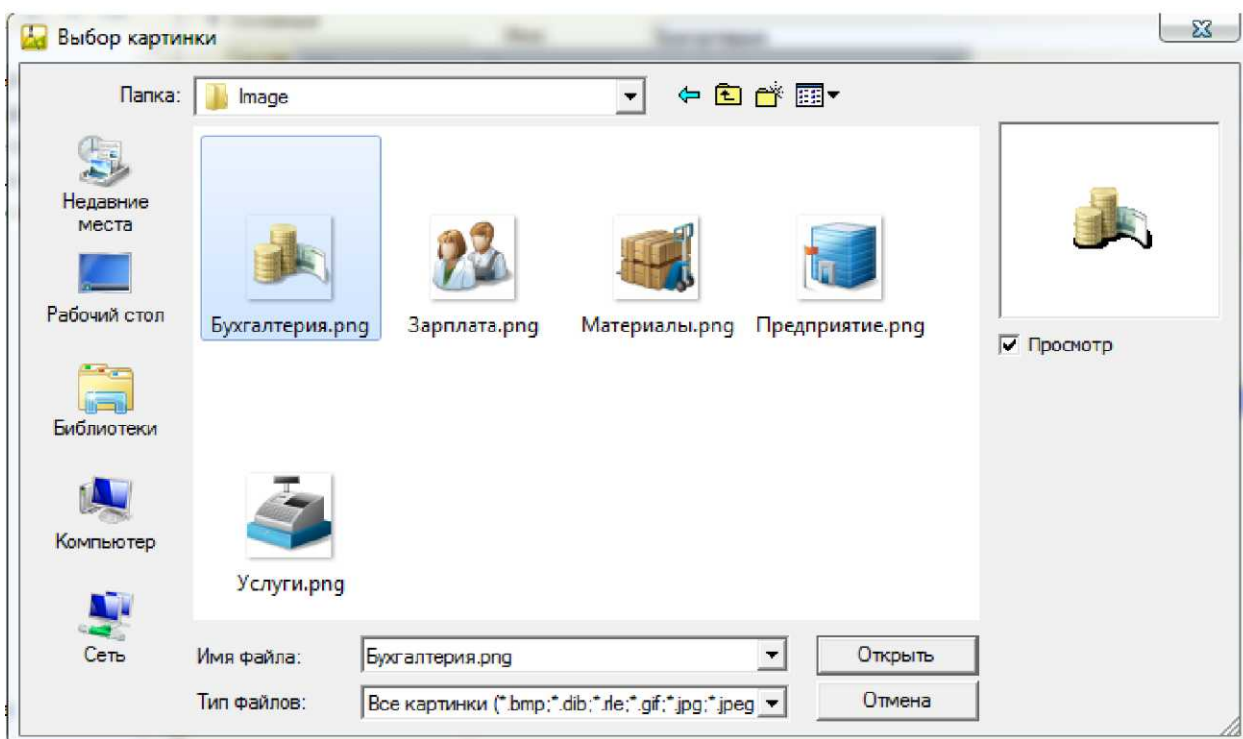 Выбор картинки
Папка:
Image
Недавние
места
Рабочий стол
Библиотеки
Компьютер
Сеть
Бухгалтерия.png
Зарплата.png
Материалы.png
Предприятие.png
Услуги.png
Просмотр
Имя файла:
Бухгалтерия.png
Открыть
Тип файлов:
Все картинки (*.bmp;*.dib;*.rle;*.gif;*.jpg;*.jpeg
Отмена